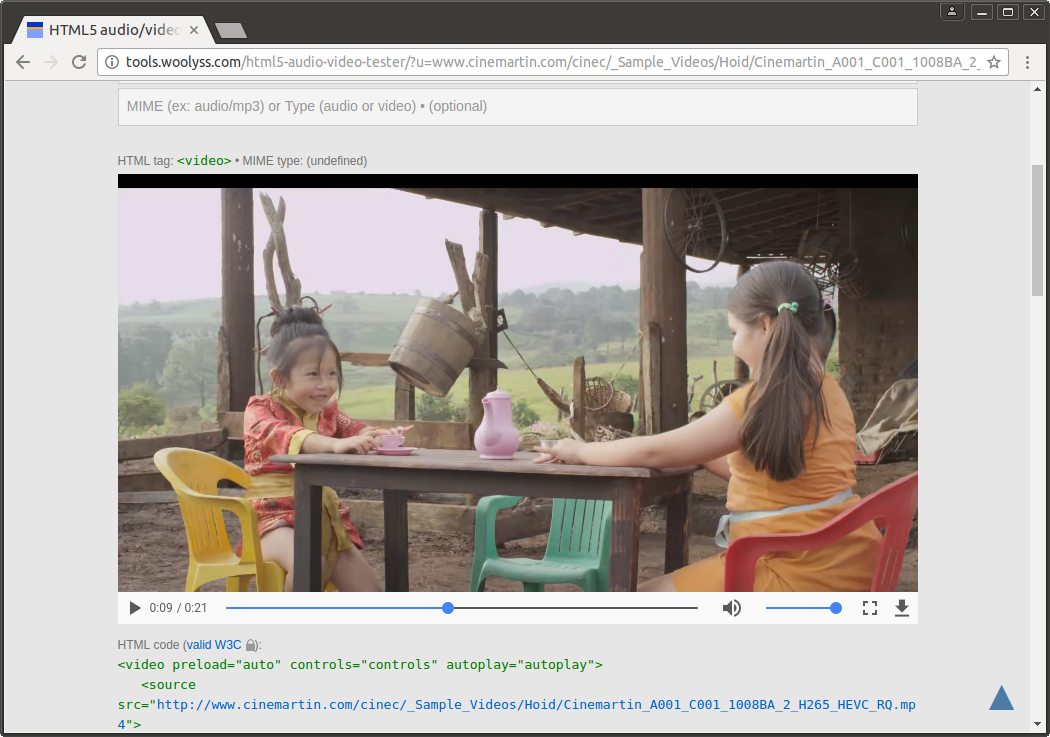 HTML5 audio/video
tools.woolyss.com/html5-audio-video-tester/?u=www.cinemartin.com/cinec/_Sample_Videos/Hoid/Cinemartin_A001_C001_1008BA_2_
MIME (ex: audio/mp3) or Type (audio or video) • (optional)
HTML tag: <video> • MIME type: (undefined)
0:09 / 0:21
HTML code (valid W3C):
<video preload="auto" controls="controls" autoplay="autoplay">
<source
src="http://www.cinemartin.com/cinec/_Sample_Videos/Hoid/Cinemartin_A001_C001_1008BA_2_H265_HEVC_RQ.mp
4">